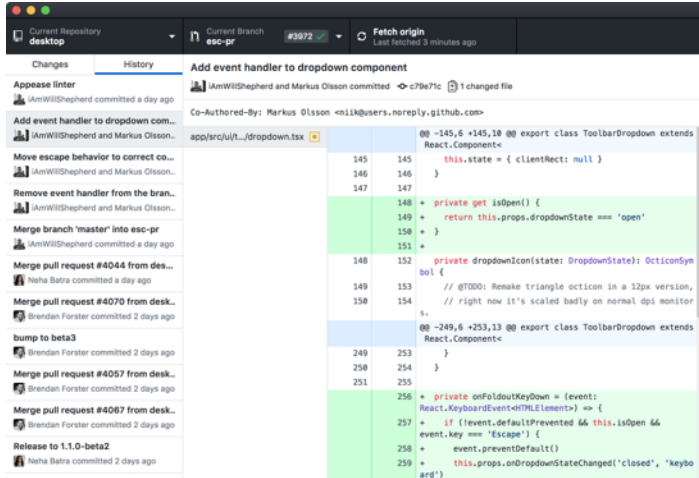 Current Repository
desktop
Current Branch
esc-pr
#3972
Fetch origin
Last fetched 3 minutes ago
Changes
History
Appease linter
iAmWillShepherd committed a day ago
Add event handler to dropdown com...
iAmWillShepherd and Markus Olsson...
Move escape behavior to correct co...
iAmWillShepherd and Markus Olsson...
Remove event handler from the bran...
iAmWillShepherd and Markus Olsson...
Merge branch 'master' into esc-pr
iAmWillShepherd committed a day ago
Merge pull request #4044 from des...
Neha Batra committed a day ago
Merge pull request #4070 from desk...
Brendan Forster committed 2 days ago
bump to beta3
Brendan Forster committed 2 days ago
Merge pull request #4057 from desk...
Brendan Forster committed 2 days ago
Merge pull request #4067 from desk...
Brendan Forster committed 2 days ago
Release to 1.1.0-beta2
Neha Batra committed 2 days ago
Add event handler to dropdown component
iAmWillShepherd and Markus Olsson committed c79e71c 1 changed file
Co-Authored-By: Markus Olsson <niik@users.noreply.github.com>
app/src/ui/t.../dropdown.tsx
@@ -145,6 +145,10 @@ export class ToolbarDropdown extends
React.Component<
145 145 this.state = { clientRect: null }
146 146 }
147 147
148 + private get isOpen() {
149 + return this.props.dropdownState === 'open'
150 + }
151 +
148 152 private dropdownIcon(state: DropdownState): OcticonSym
bol {
149 153 // @TODO: Remake triangle octicon in a 12px version,
150 154 // right now it's scaled badly on normal dpi monitor
s.
@@ -249,6 +253,13 @@ export class ToolbarDropdown extends
React.Component<
249 253 }
250 254 }
251 255
256 + private onFoldoutKeyDown = (event:
React.KeyboardEvent<HTMLElement>) => {
257 + if (!event.defaultPrevented && this.isOpen &&
event.key === 'Escape') {
258 + event.preventDefault()
259 + this.props.onDropdownStateChanged('closed', 'keybo
ard')